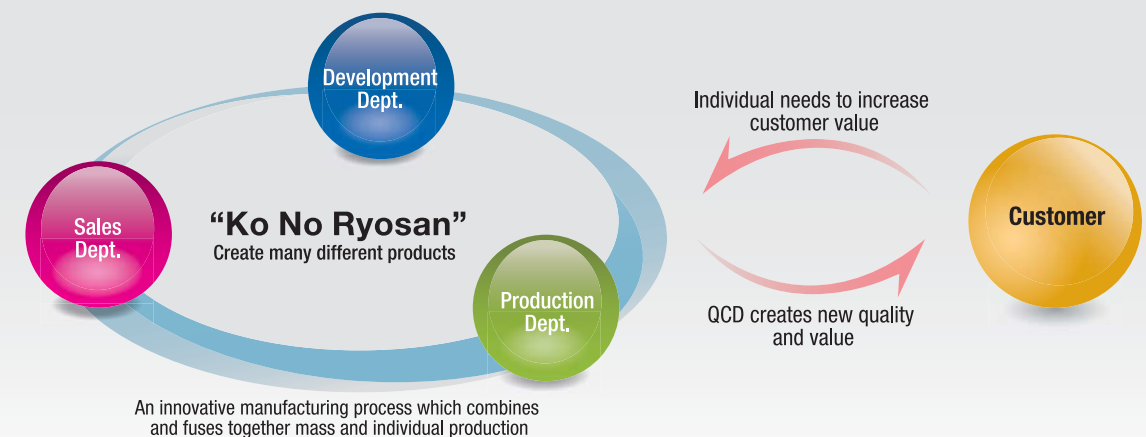 Development
Dept.
Sales
Dept.
“Ko No Ryosan”
Create many different products
Production
Dept.
An innovative manufacturing process which combines
and fuses together mass and individual production
Individual needs to increase
customer value
QCD creates new quality
and value
Customer